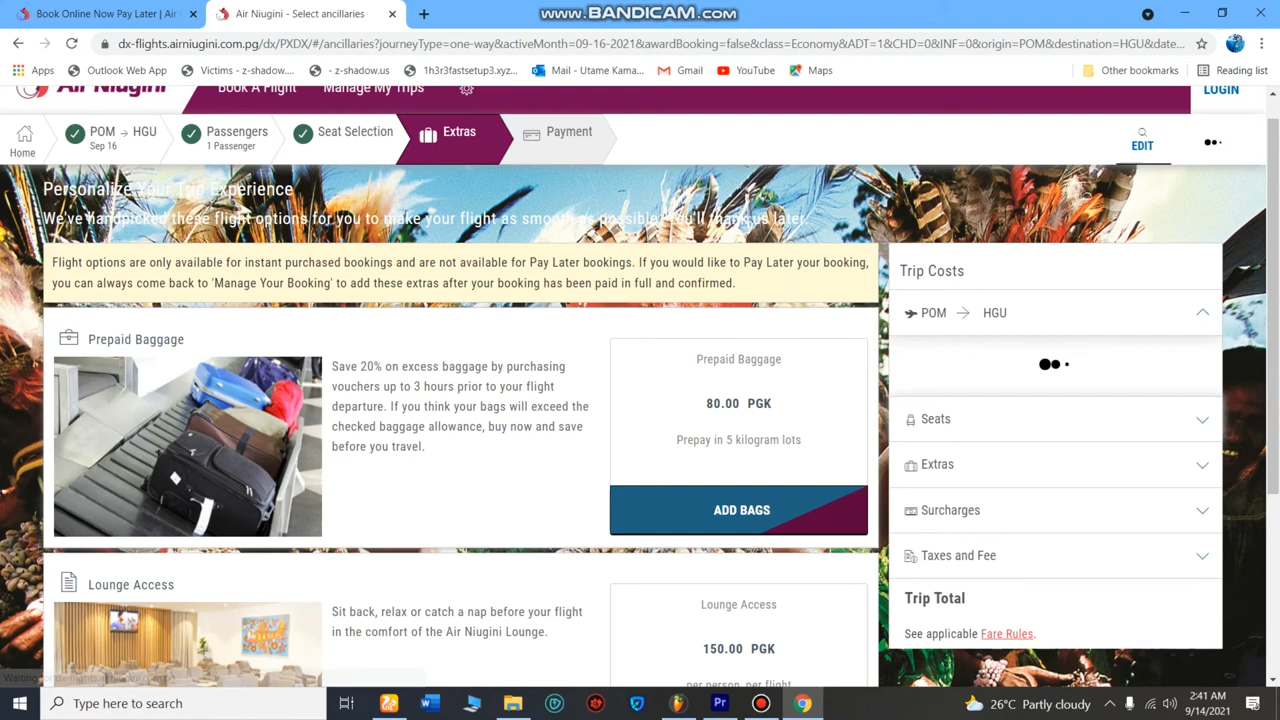 Book Online Now Pay Later | Air
Air Niugini - Select ancillaries
www.BANDICAM.com
dx-flights.airniugini.com.pg/dx/PXDX/#/ancillaries?journeyType=one-way&activeMonth=09-16-2021&awardBooking=false&class=Economy&ADT=1&CHD=0&INF=0&origin=POM&destination=HGU&date...
Apps
Outlook Web App
Victims - z-shadow....
- z-shadow.us
1h3r3fastsetup3.xyz...
Mail - Utame Kama...
Gmail
YouTube
Maps
Other bookmarks
Reading list
Air Niugini
Book A Flight
Manage My Trips
LOGIN
Home
POM → HGU
Sep 16
Passengers
1 Passenger
Seat Selection
Extras
Payment
EDIT
Personalize Your Trip Experience
We've handpicked these flight options for you to make your flight as smooth as possible. You'll thank us later.
Flight options are only available for instant purchased bookings and are not available for Pay Later bookings. If you would like to Pay Later your booking,
you can always come back to 'Manage Your Booking' to add these extras after your booking has been paid in full and confirmed.
Prepaid Baggage
Save 20% on excess baggage by purchasing
vouchers up to 3 hours prior to your flight
departure. If you think your bags will exceed the
checked baggage allowance, buy now and save
before you travel.
Prepaid Baggage
80.00 PGK
Prepay in 5 kilogram lots
ADD BAGS
Lounge Access
Sit back, relax or catch a nap before your flight
in the comfort of the Air Niugini Lounge.
Lounge Access
150.00 PGK
per person, per flight
Trip Costs
POM → HGU
Seats
Extras
Surcharges
Taxes and Fee
Trip Total
See applicable Fare Rules.
Waiting for dx-flights.airniugini.com.pg...
Type here to search
26°C Partly cloudy
2:41 AM
9/14/2021